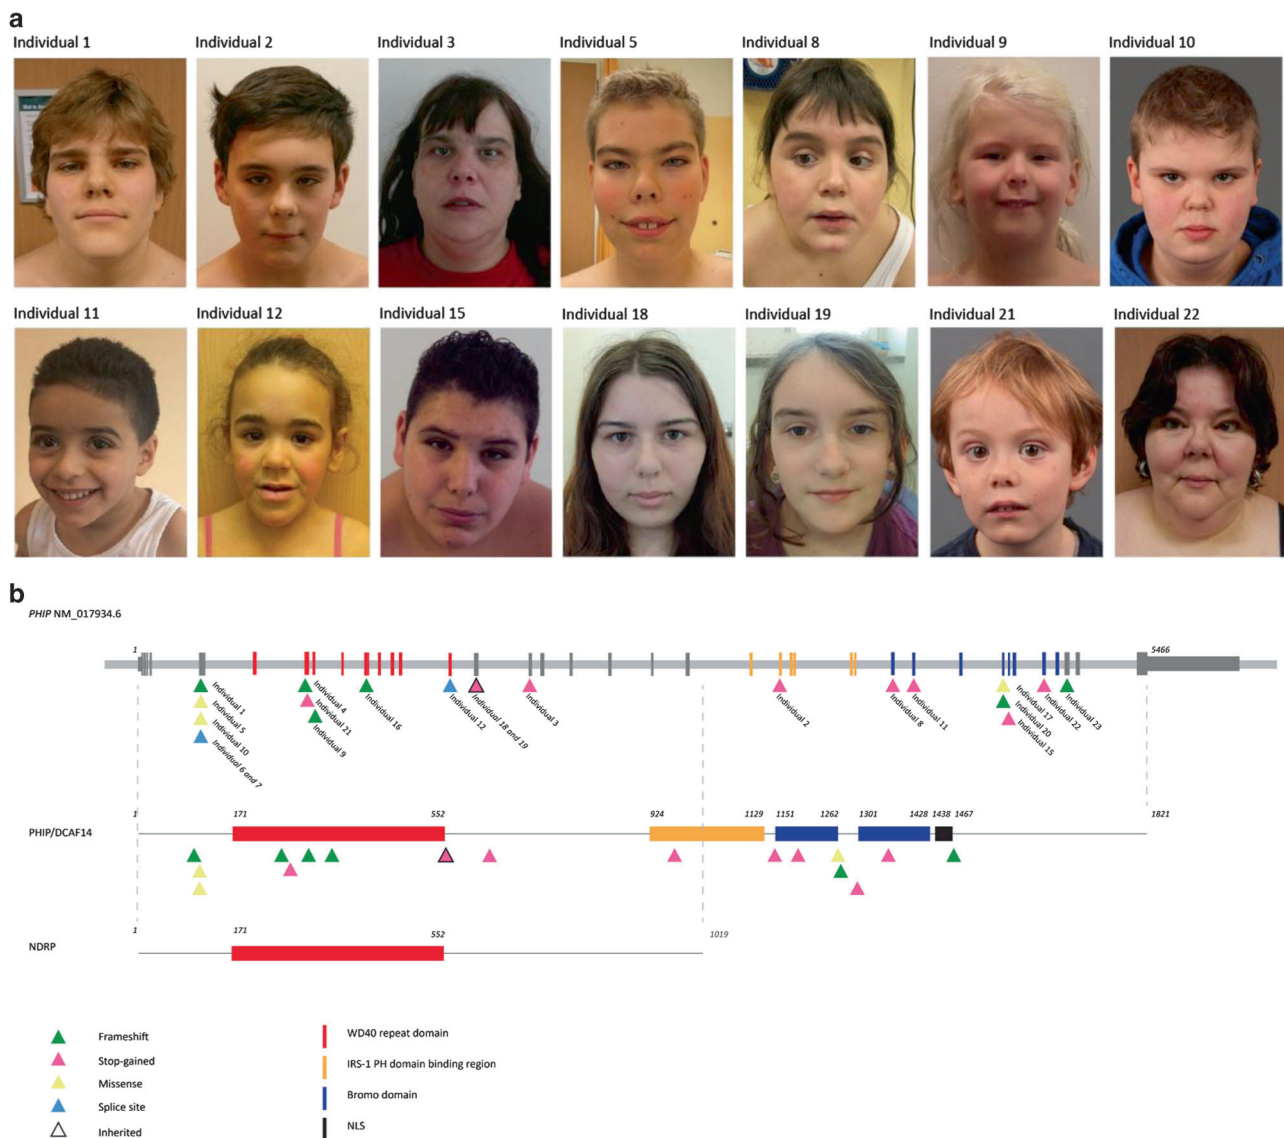 a
Individual 1
Individual 2
Individual 3
Individual 5
Individual 8
Individual 9
Individual 10
Individual 11
Individual 12
Individual 15
Individual 18
Individual 19
Individual 21
Individual 22
b
PHIP NM_017934.6
1
5466
Individual 1
Individual 5
Individual 10
Individual 6 and 7
Individual 4
Individual 21
Individual 9
Individual 16
Individual 12
Individual 18 and 19
Individual 3
Individual 2
Individual 8
Individual 11
Individual 17
Individual 20
Individual 15
Individual 22
Individual 23
PHIP/DCAF14
1 171 552 924 1129 1151 1262 1301 1428 1438 1467 1821
NDRP
1 171 552 1019
Frameshift
Stop-gained
Missense
Splice site
Inherited
WD40 repeat domain
IRS-1 PH domain binding region
Bromo domain
NLS